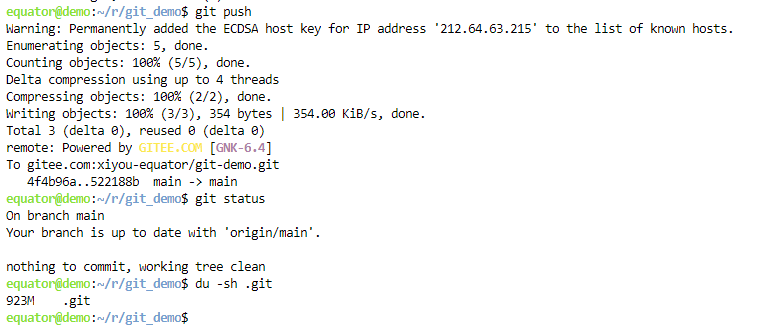 equator@demo:~/r/git_demo$ git push
Warning: Permanently added the ECDSA host key for IP address '212.64.63.215' to the list of known hosts.
Enumerating objects: 5, done.
Counting objects: 100% (5/5), done.
Delta compression using up to 4 threads
Compressing objects: 100% (2/2), done.
Writing objects: 100% (3/3), 354 bytes | 354.00 KiB/s, done.
Total 3 (delta 0), reused 0 (delta 0)
remote: Powered by GITEE.COM [GNK-6.4]
To gitee.com:xiyou-equator/git-demo.git
   4f4b96a..522188b  main -> main
equator@demo:~/r/git_demo$ git status
On branch main
Your branch is up to date with 'origin/main'.

nothing to commit, working tree clean
equator@demo:~/r/git_demo$ du -sh .git
923M    .git
equator@demo:~/r/git_demo$